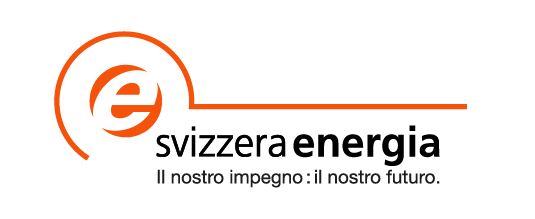 e
svizzeraenergia
Il nostro impegno: il nostro futuro.